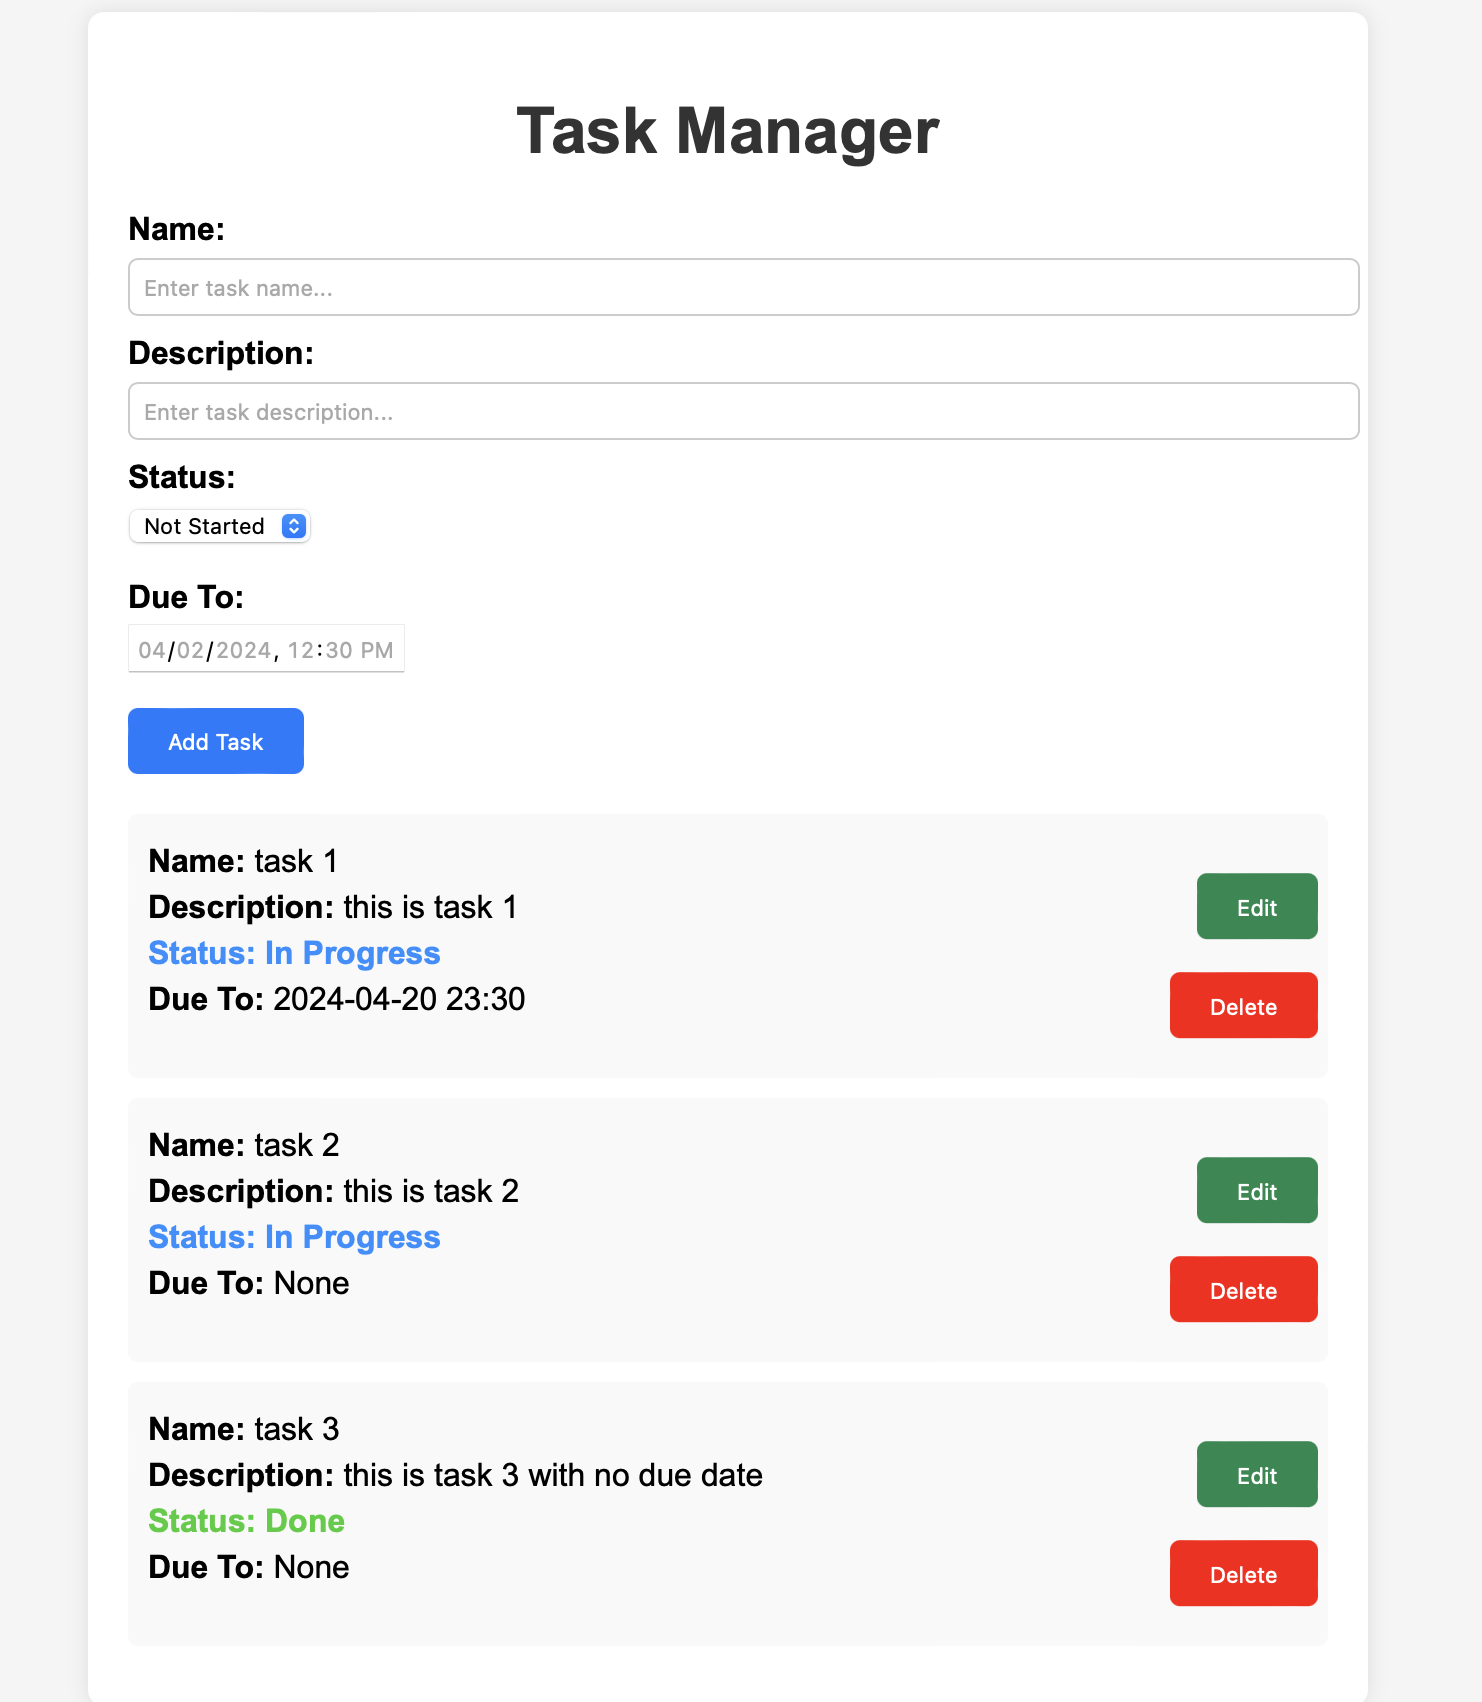 Task Manager
Name:
Enter task name...
Description:
Enter task description...
Status:
Not Started
Due To:
04/02/2024, 12:30 PM
Add Task
Name: task 1
Description: this is task 1
Status: In Progress
Due To: 2024-04-20 23:30
Edit
Delete
Name: task 2
Description: this is task 2
Status: In Progress
Due To: None
Edit
Delete
Name: task 3
Description: this is task 3 with no due date
Status: Done
Due To: None
Edit
Delete